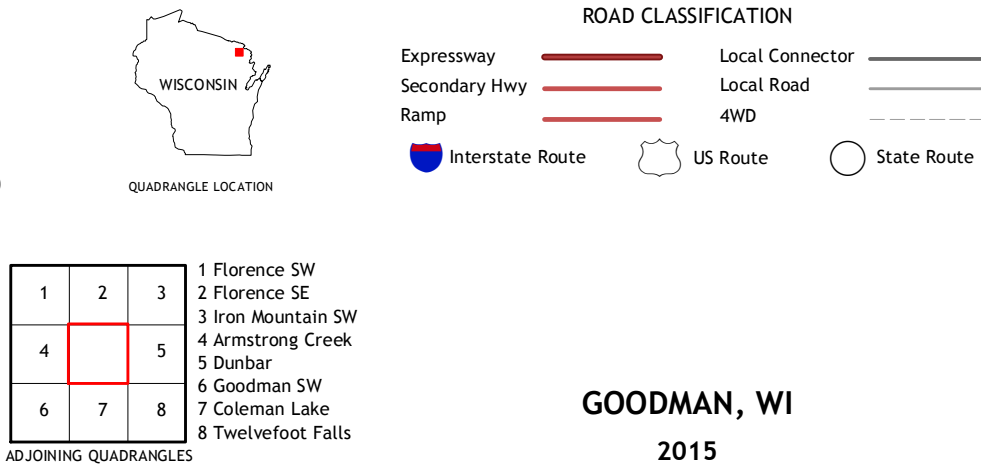 WISCONSIN
QUADRANGLE LOCATION
ROAD CLASSIFICATION
Expressway
Secondary Hwy
Ramp
Local Connector
Local Road
4WD
Interstate Route
US Route
State Route
1 2 3
4 5
6 7 8
ADJOINING QUADRANGLES
1 Florence SW
2 Florence SE
3 Iron Mountain SW
4 Armstrong Creek
5 Dunbar
6 Goodman SW
7 Coleman Lake
8 Twelvefoot Falls
GOODMAN, WI
2015